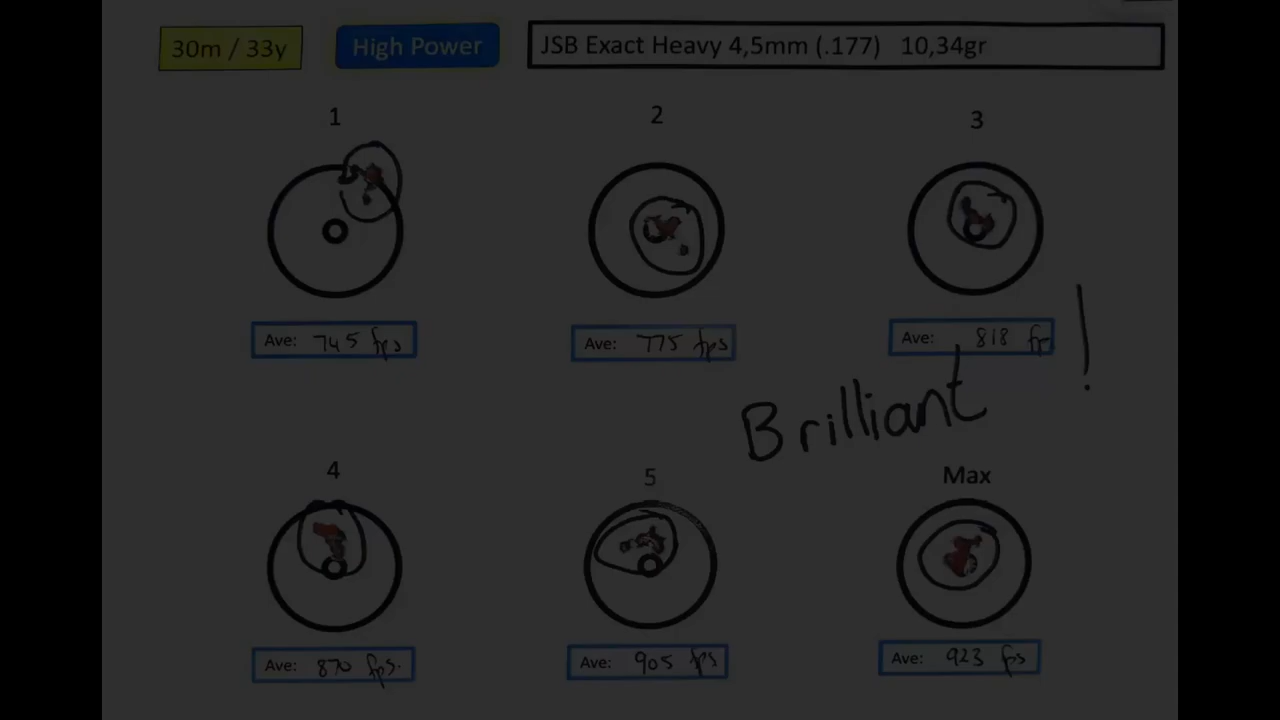 30m / 33y High Power JSB Exact Heavy 4,5mm (.177) 10,34gr
1 2 3
Ave: 745 fps Ave: 775 fps Ave: 818
Brilliant !
4 5 Max
Ave: 870 fps. Ave: 905 fps Ave: 923 fps